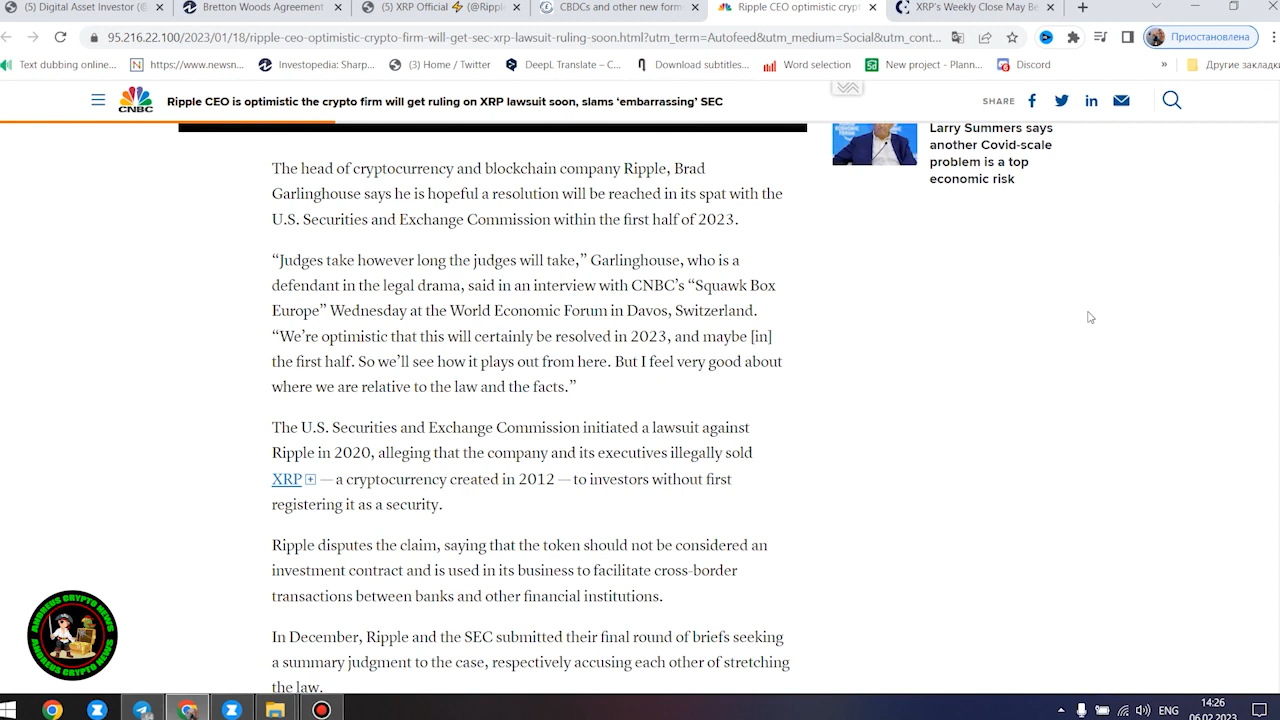 (5) Digital Asset Investor (@
Bretton Woods Agreement
(5) XRP Official ⚡ (@Ripple
CBDCs and other new form
Ripple CEO optimistic crypt
XRP's Weekly Close May Be
95.216.22.100/2023/01/18/ripple-ceo-optimistic-crypto-firm-will-get-sec-xrp-lawsuit-ruling-soon.html?utm_term=Autofeed&utm_medium=Social&utm_cont...
Приостановлена
Text dubbing online...
https://www.newsn...
Investopedia: Sharp...
(3) Home / Twitter
DeepL Translate – C...
Download subtitles...
Word selection
New project - Plann...
Discord
»
Другие закладки
CNBC
Ripple CEO is optimistic the crypto firm will get ruling on XRP lawsuit soon, slams ‘embarrassing’ SEC
SHARE
Larry Summers says
another Covid-scale
problem is a top
economic risk
The head of cryptocurrency and blockchain company Ripple, Brad
Garlinghouse says he is hopeful a resolution will be reached in its spat with the
U.S. Securities and Exchange Commission within the first half of 2023.
“Judges take however long the judges will take,” Garlinghouse, who is a
defendant in the legal drama, said in an interview with CNBC’s “Squawk Box
Europe” Wednesday at the World Economic Forum in Davos, Switzerland.
“We’re optimistic that this will certainly be resolved in 2023, and maybe [in]
the first half. So we’ll see how it plays out from here. But I feel very good about
where we are relative to the law and the facts.”
The U.S. Securities and Exchange Commission initiated a lawsuit against
Ripple in 2020, alleging that the company and its executives illegally sold
XRP — a cryptocurrency created in 2012 — to investors without first
registering it as a security.
Ripple disputes the claim, saying that the token should not be considered an
investment contract and is used in its business to facilitate cross-border
transactions between banks and other financial institutions.
In December, Ripple and the SEC submitted their final round of briefs seeking
a summary judgment to the case, respectively accusing each other of stretching
the law.
ANDREUS CRYPTO NEWS
ANDREUS CRYPTO NEWS
ENG
14:26
06.02.2023